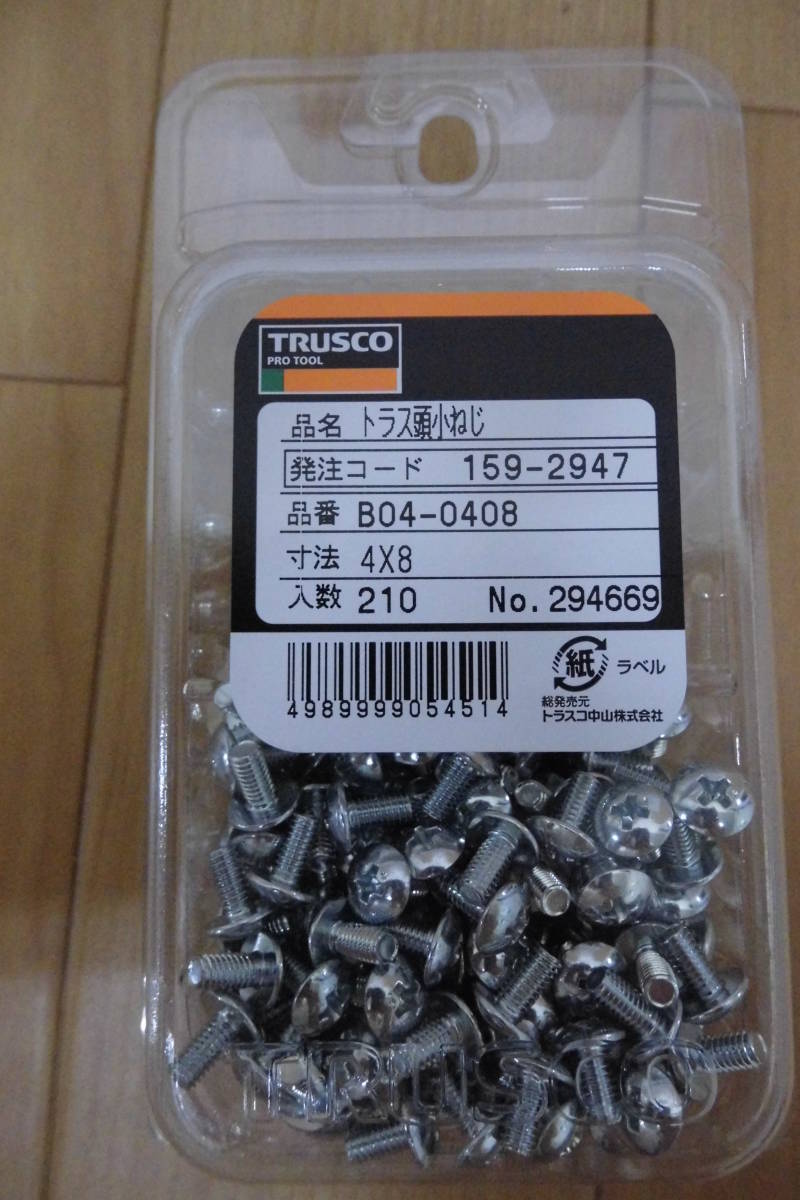 TRUSCO
PRO TOOL
品名 トラス頭小ねじ
発注コード 159-2947
品番 B04-0408
寸法 4X8
入数 210 No.294669
4989999054514
紙 ラベル
総発売元
トラスコ中山株式会社
TRUSCO